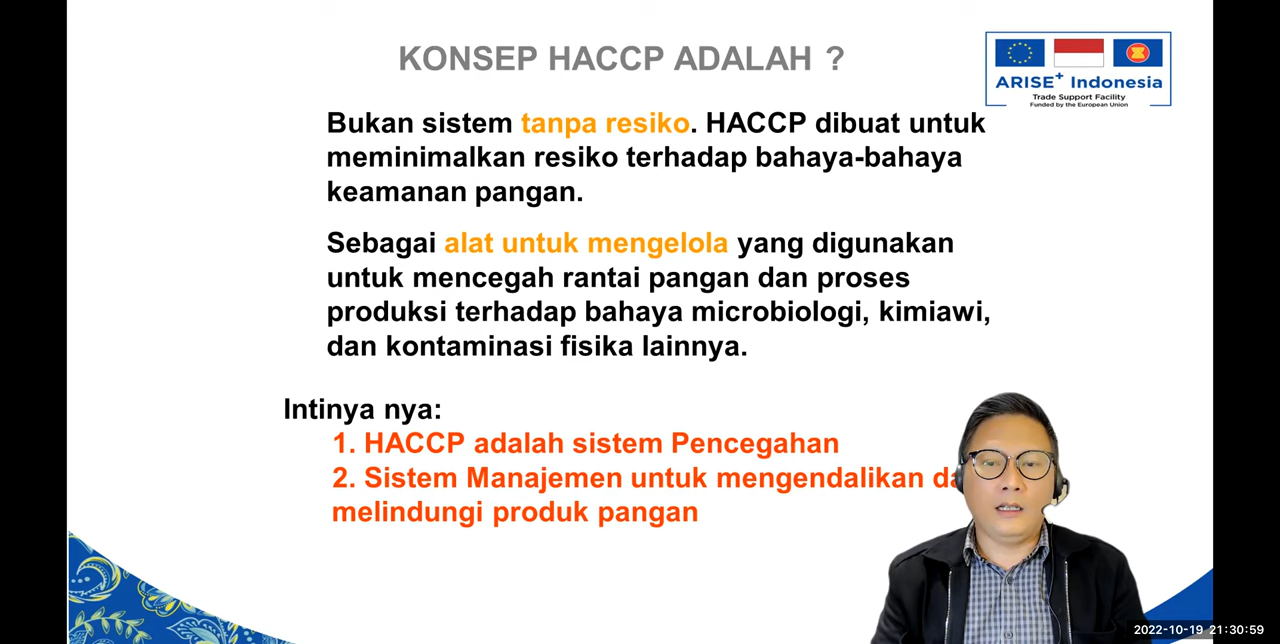 KONSEP HACCP ADALAH ?
ARISE+ Indonesia
Trade Support Facility
Funded by the European Union
Bukan sistem tanpa resiko. HACCP dibuat untuk
meminimalkan resiko terhadap bahaya-bahaya
keamanan pangan.
Sebagai alat untuk mengelola yang digunakan
untuk mencegah rantai pangan dan proses
produksi terhadap bahaya microbiologi, kimiawi,
dan kontaminasi fisika lainnya.
Intinya nya:
1. HACCP adalah sistem Pencegahan
2. Sistem Manajemen untuk mengendalikan
melindungi produk pangan
2022-10-19 21:30:59